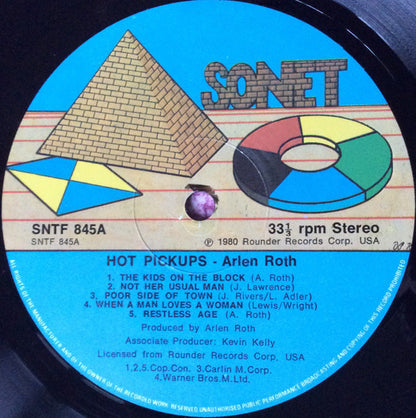 SONET
SNTF 845A
SNTF 845A
33⅓ rpm Stereo
℗ 1980 Rounder Records Corp. USA
HOT PICKUPS - Arlen Roth
1. THE KIDS ON THE BLOCK (A. Roth)
2. NOT HER USUAL MAN (J. Lawrence)
3. POOR SIDE OF TOWN (J. Rivers/L. Adler)
4. WHEN A MAN LOVES A WOMAN (Lewis/Wright)
5. RESTLESS AGE (A. Roth)
Produced by Arlen Roth
Associate Producer: Kevin Kelly
Licensed from Rounder Records Corp, USA
1,2,5.Cop.Con. 3.Carlin M.Corp.
4.Warner Bros.M.Ltd.
ALL RIGHTS OF THE MANUFACTURER AND OF THE OWNER OF THE RECORDED WORK RESERVED. UNAUTHORISED PUBLIC PERFORMANCE BROADCASTING AND COPYING OF THIS RECORD PROHIBITED